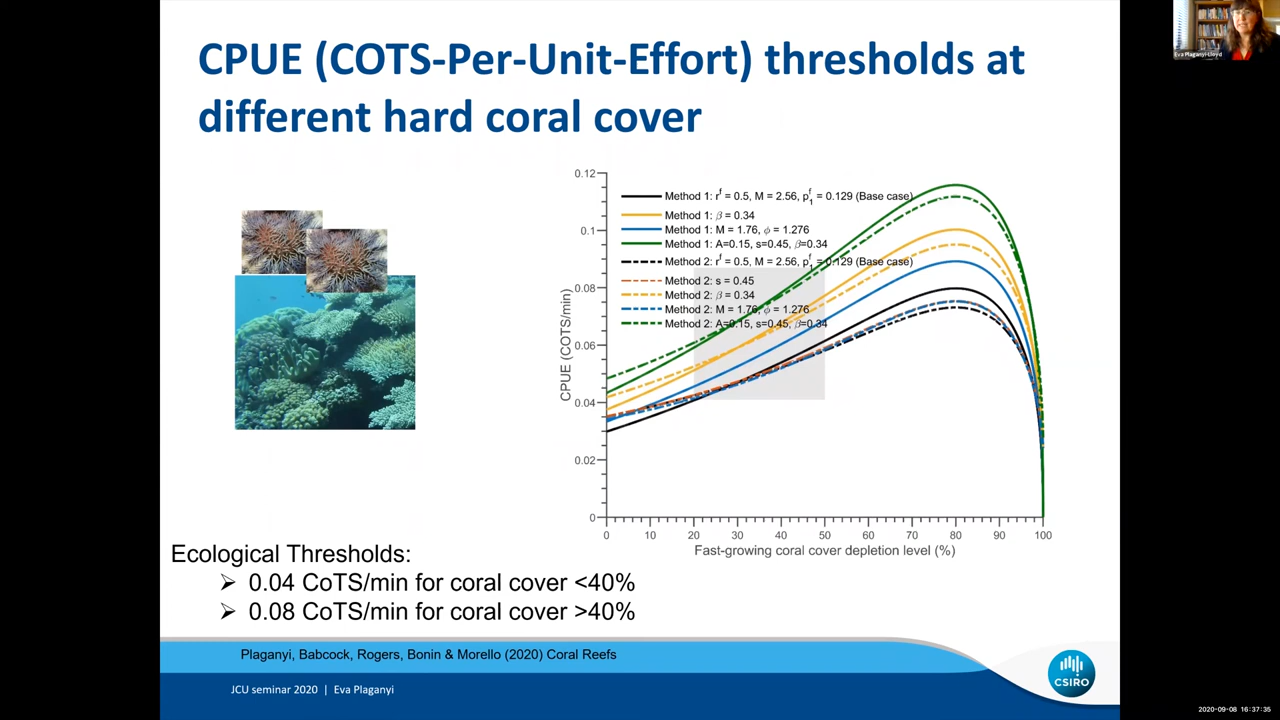 CPUE (COTS-Per-Unit-Effort) thresholds at
different hard coral cover
Eva Plaganyi-Lloyd
0.12
0.1
0.08
0.06
0.04
0.02
0
CPUE (COTS/min)
Method 1: rᶠ = 0.5, M = 2.56, p₁ᶠ = 0.129 (Base case)
Method 1: β = 0.34
Method 1: M = 1.76, φ = 1.276
Method 1: A=0.15, s=0.45, β=0.34
Method 2: rᶠ = 0.5, M = 2.56, p₁ᶠ = 0.129 (Base case)
Method 2: s = 0.45
Method 2: β = 0.34
Method 2: M = 1.76, φ = 1.276
Method 2: A=0.15, s=0.45, β=0.34
0 10 20 30 40 50 60 70 80 90 100
Fast-growing coral cover depletion level (%)
Ecological Thresholds:
➢ 0.04 CoTS/min for coral cover <40%
➢ 0.08 CoTS/min for coral cover >40%
Plaganyi, Babcock, Rogers, Bonin & Morello (2020) Coral Reefs
JCU seminar 2020 | Eva Plaganyi
CSIRO
2020-09-08 16:37:35